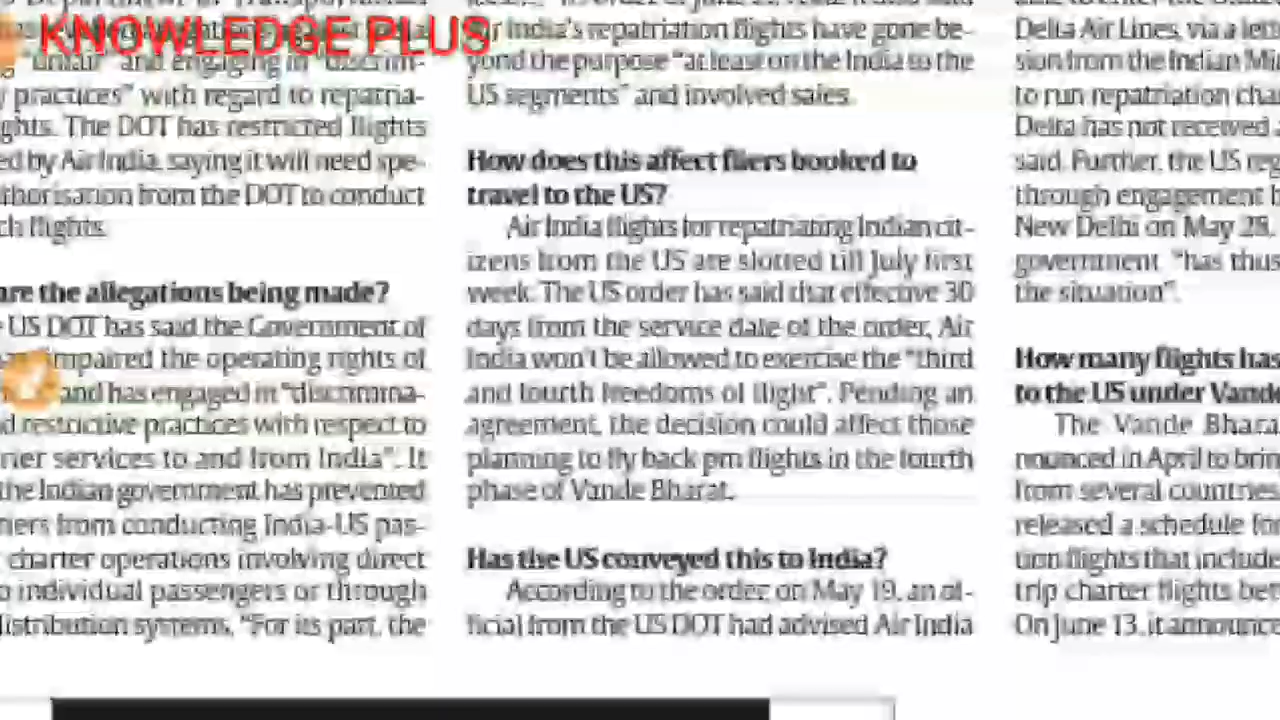 KNOWLEDGE PLUS
"unfair" and engaging in "discrim-
practices" with regard to repatria-
ghts. The DOT has restricted flights
ed by Air India, saying it will need spe-
thorisation from the DOT to conduct
ch flights.
are the allegations being made?
US DOT has said the Government of
impaired the operating rights of
and has engaged in "discrimina-
d restrictive practices with respect to
rier services to and from India". It
the Indian government has prevented
riers from conducting India-US pas-
charter operations involving direct
o individual passengers or through
distribution systems. "For its part, the
Air India's repatriation flights have gone be-
yond the purpose "at least on the India to the
US segments" and involved sales.
How does this affect fliers booked to
travel to the US?
Air India flights for repatriating Indian cit-
izens from the US are slotted till July first
week. The US order has said that effective 30
days from the service date of the order, Air
India won't be allowed to exercise the "third
and fourth freedoms of flight". Pending an
agreement, the decision could affect those
planning to fly back pm flights in the fourth
phase of Vande Bharat.
Has the US conveyed this to India?
According to the order, on May 19, an of-
ficial from the US DOT had advised Air India
Delta Air Lines, via a lett
sion from the Indian Mi
to run repatriation cha
Delta has not received
said. Further, the US reg
through engagement
New Delhi on May 28,
government "has thus
the situation".
How many flights has
to the US under Vande
The Vande Bhara
nounced in April to brin
from several countries
released a schedule for
tion flights that include
trip charter flights bet
On June 13, it announce